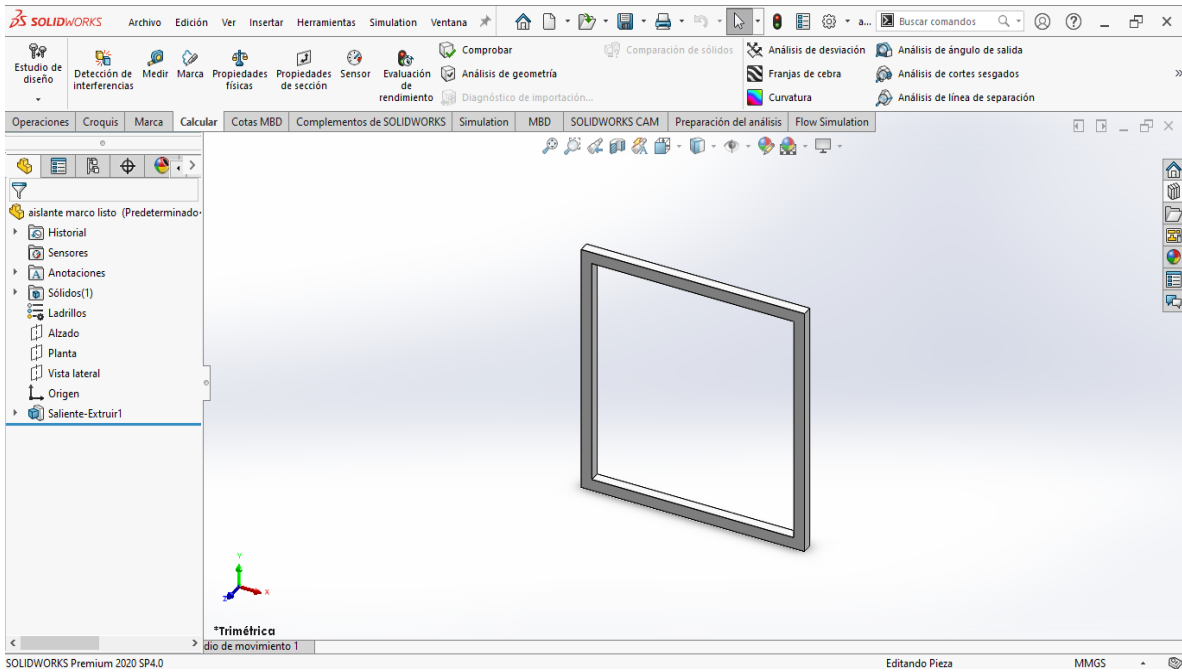 SOLIDWORKS Archivo Edición Ver Insertar Herramientas Simulation Ventana a... Buscar comandos
Estudio de diseño
Detección de interferencias
Medir
Marca
Propiedades físicas
Propiedades de sección
Sensor
Evaluación de rendimiento
Comprobar
Análisis de geometría
Diagnóstico de importación...
Comparación de sólidos
Análisis de desviación
Franjas de cebra
Curvatura
Análisis de ángulo de salida
Análisis de cortes sesgados
Análisis de línea de separación
Operaciones Croquis Marca Calcular Cotas MBD Complementos de SOLIDWORKS Simulation MBD SOLIDWORKS CAM Preparación del análisis Flow Simulation
aislante marco listo (Predeterminado
Historial
Sensores
Anotaciones
Sólidos(1)
Ladrillos
Alzado
Planta
Vista lateral
Origen
Saliente-Extruir1
Y
X
Z
*Trimétrica
dio de movimiento 1
SOLIDWORKS Premium 2020 SP4.0 Editando Pieza MMGS